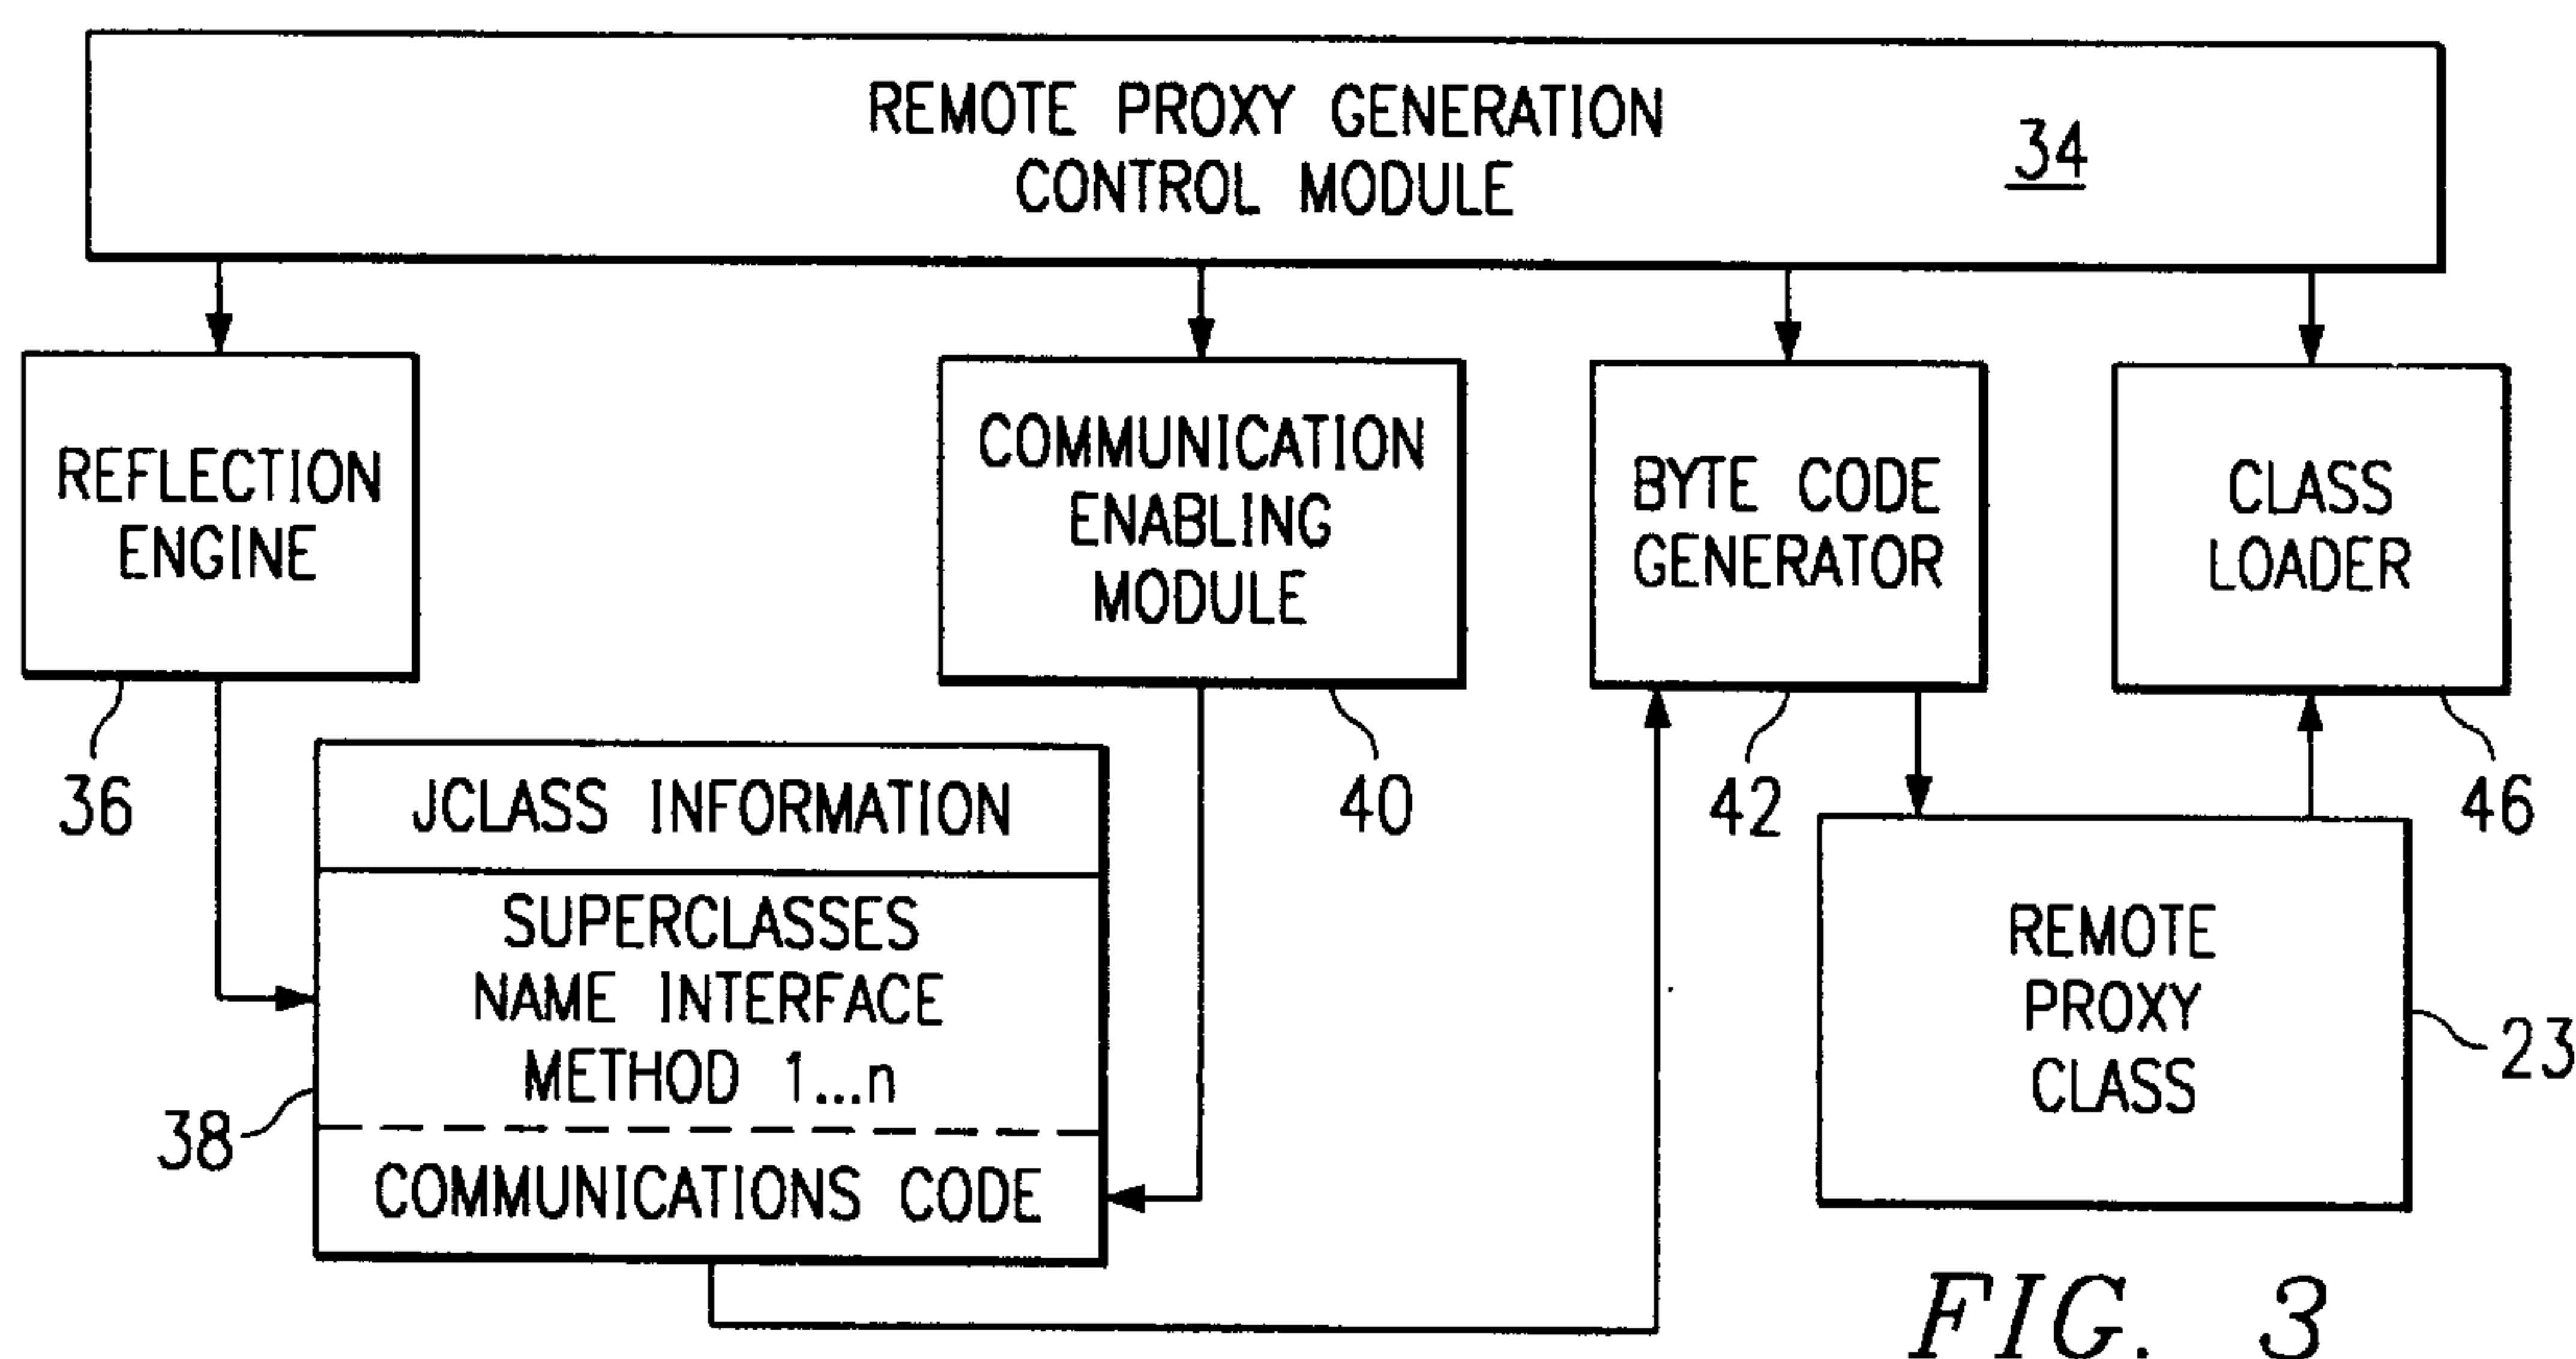 REMOTE PROXY GENERATION
CONTROL MODULE
34
REFLECTION
ENGINE
COMMUNICATION
ENABLING
MODULE
BYTE CODE
GENERATOR
CLASS
LOADER
36
40
42
46
JCLASS INFORMATION
SUPERCLASSES
NAME INTERFACE
METHOD 1...n
COMMUNICATIONS CODE
38
REMOTE
PROXY
CLASS
23
FIG. 3